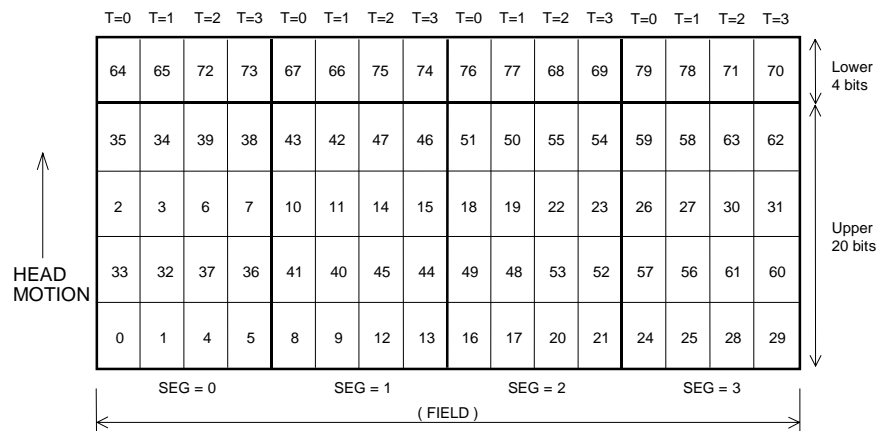 T=0 T=1 T=2 T=3 T=0 T=1 T=2 T=3 T=0 T=1 T=2 T=3 T=0 T=1 T=2 T=3
64 65 72 73 67 66 75 74 76 77 68 69 79 78 71 70
Lower
4 bits
35 34 39 38 43 42 47 46 51 50 55 54 59 58 63 62
2 3 6 7 10 11 14 15 18 19 22 23 26 27 30 31
Upper
20 bits
HEAD
MOTION
33 32 37 36 41 40 45 44 49 48 53 52 57 56 61 60
0 1 4 5 8 9 12 13 16 17 20 21 24 25 28 29
SEG = 0 SEG = 1 SEG = 2 SEG = 3
( FIELD )